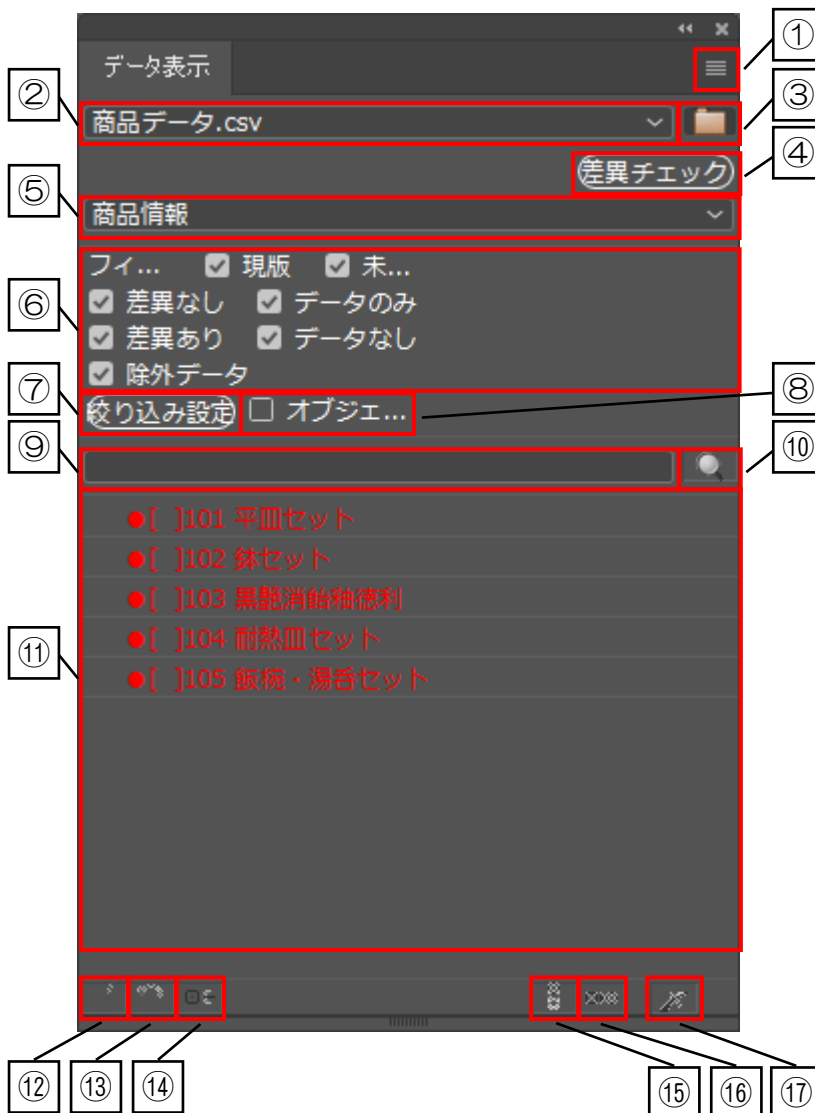 ①
データ表示
②
商品データ.csv
③
差異チェック
④
⑤
商品情報
フィ... 現版 未...
⑥
差異なし データのみ
差異あり データなし
除外データ
⑦
絞り込み設定 オブジェ...
⑧
⑨
⑩
●[ ]101 平皿セット
●[ ]102 鉢セット
●[ ]103 黒艶消飴釉徳利
⑪
●[ ]104 耐熱皿セット
●[ ]105 飯椀・湯呑セット
⑫ ⑬ ⑭ ⑮ ⑯ ⑰